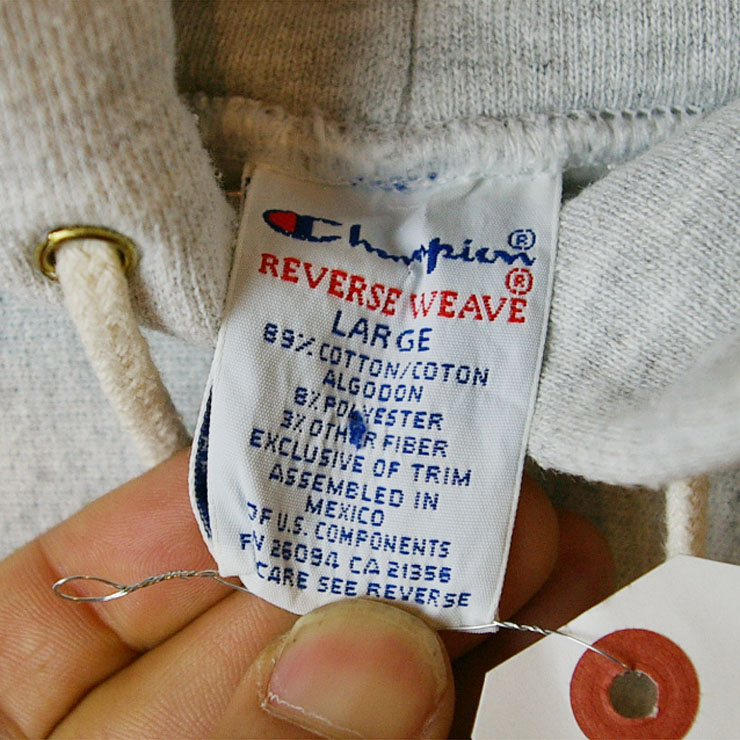 Champion®
REVERSE WEAVE®
LARGE
89% COTTON/COTON
ALGODON
8% POLYESTER
3% OTHER FIBER
EXCLUSIVE OF TRIM
ASSEMBLED IN
MEXICO
OF U.S. COMPONENTS
26094 CA 21356
CARE SEE REVERSE